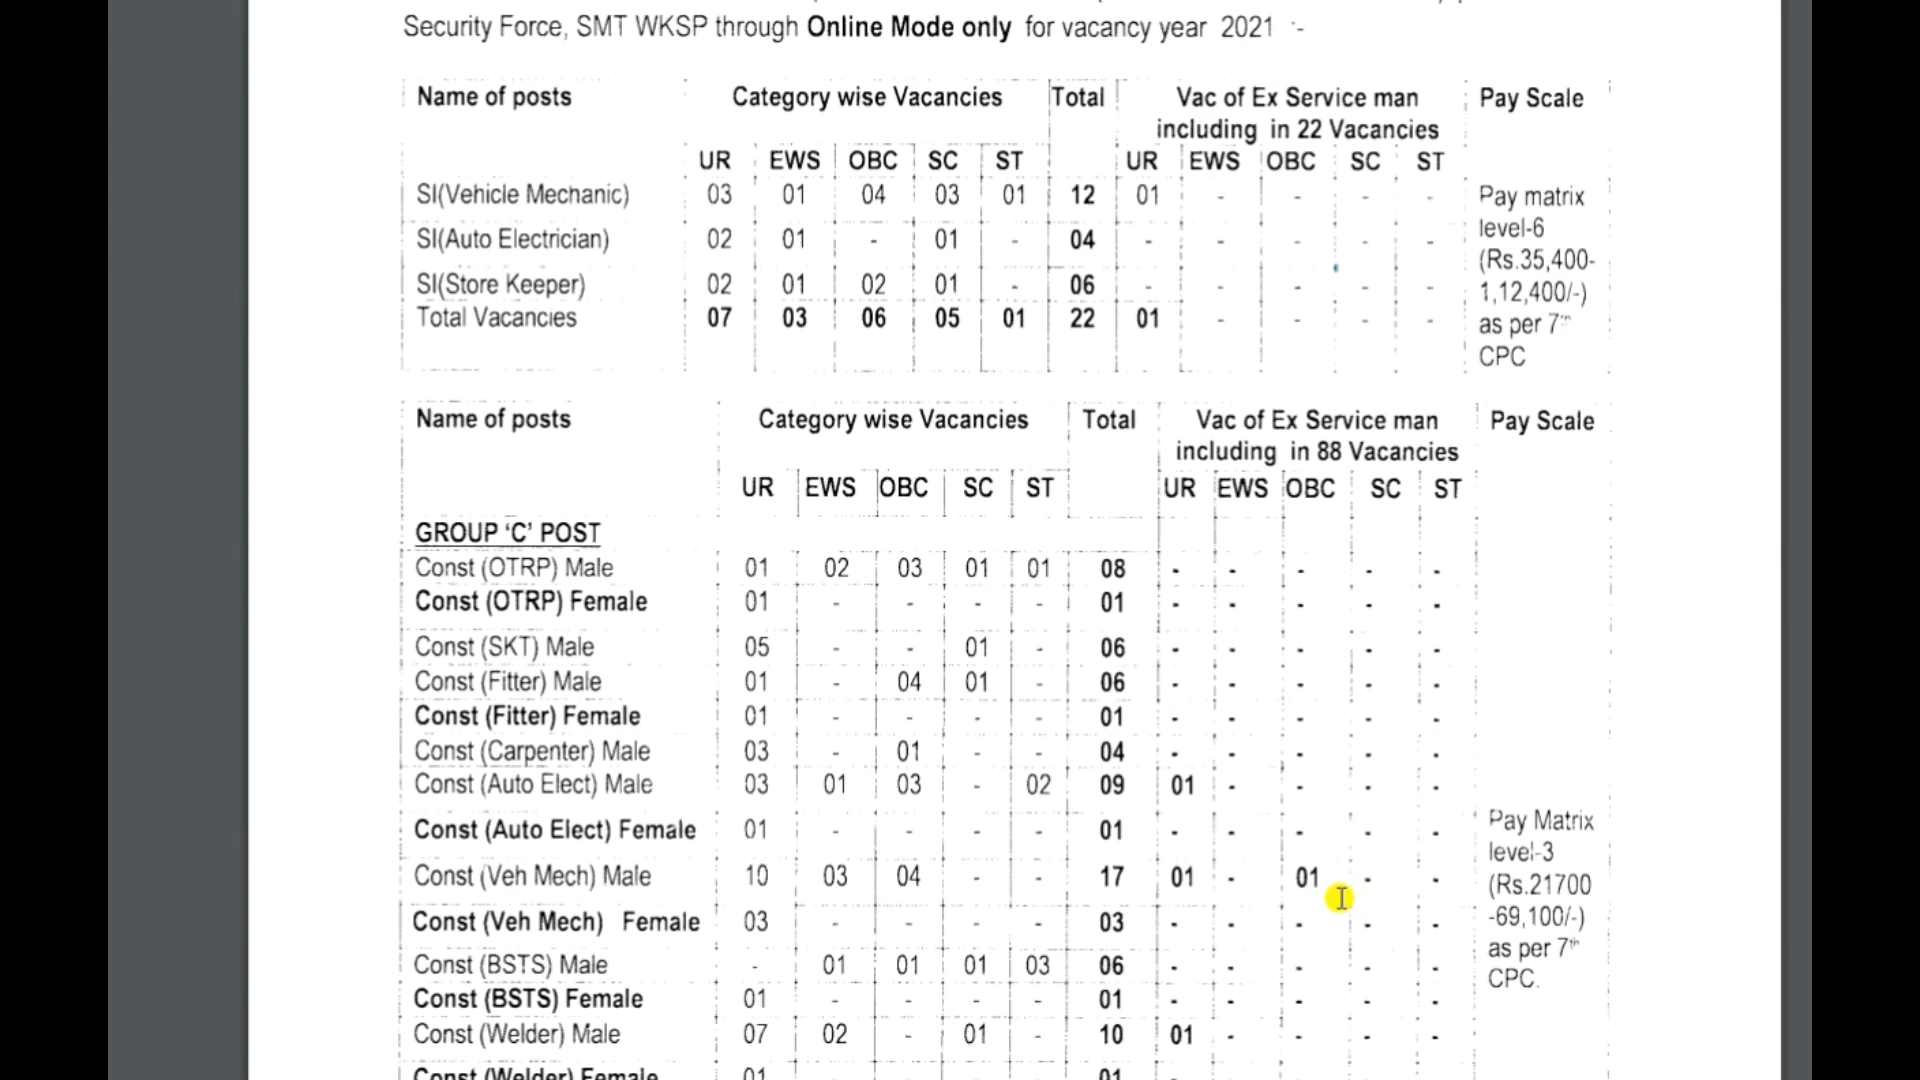 Security Force, SMT WKSP through Online Mode only for vacancy year 2021 :-
Name of posts Category wise Vacancies Total Vac of Ex Service man including in 22 Vacancies Pay Scale
UR EWS OBC SC ST UR EWS OBC SC ST
SI(Vehicle Mechanic) 03 01 04 03 01 12 01 - - - - Pay matrix
SI(Auto Electrician) 02 01 - 01 - 04 - - - - - level-6 (Rs.35,400-
SI(Store Keeper) 02 01 02 01 - 06 - - - - - 1,12,400/-)
Total Vacancies 07 03 06 05 01 22 01 - - - - as per 7th CPC
Name of posts Category wise Vacancies Total Vac of Ex Service man including in 88 Vacancies Pay Scale
UR EWS OBC SC ST UR EWS OBC SC ST
GROUP ‘C’ POST
Const (OTRP) Male 01 02 03 01 01 08 - - - - -
Const (OTRP) Female 01 - - - - 01 - - - - -
Const (SKT) Male 05 - - 01 - 06 - - - - -
Const (Fitter) Male 01 - 04 01 - 06 - - - - -
Const (Fitter) Female 01 - - - - 01 - - - - -
Const (Carpenter) Male 03 - 01 - - 04 - - - - -
Const (Auto Elect) Male 03 01 03 - 02 09 01 - - - -
Const (Auto Elect) Female 01 - - - - 01 - - - - - Pay Matrix
Const (Veh Mech) Male 10 03 04 - - 17 01 - 01 - - level-3 (Rs.21700
Const (Veh Mech) Female 03 - - - - 03 - - - - - -69,100/-)
Const (BSTS) Male - 01 01 01 03 06 - - - - - as per 7th CPC.
Const (BSTS) Female 01 - - - - 01 - - - - -
Const (Welder) Male 07 02 - 01 - 10 01 - - - -
Const (Welder) Female 01 01